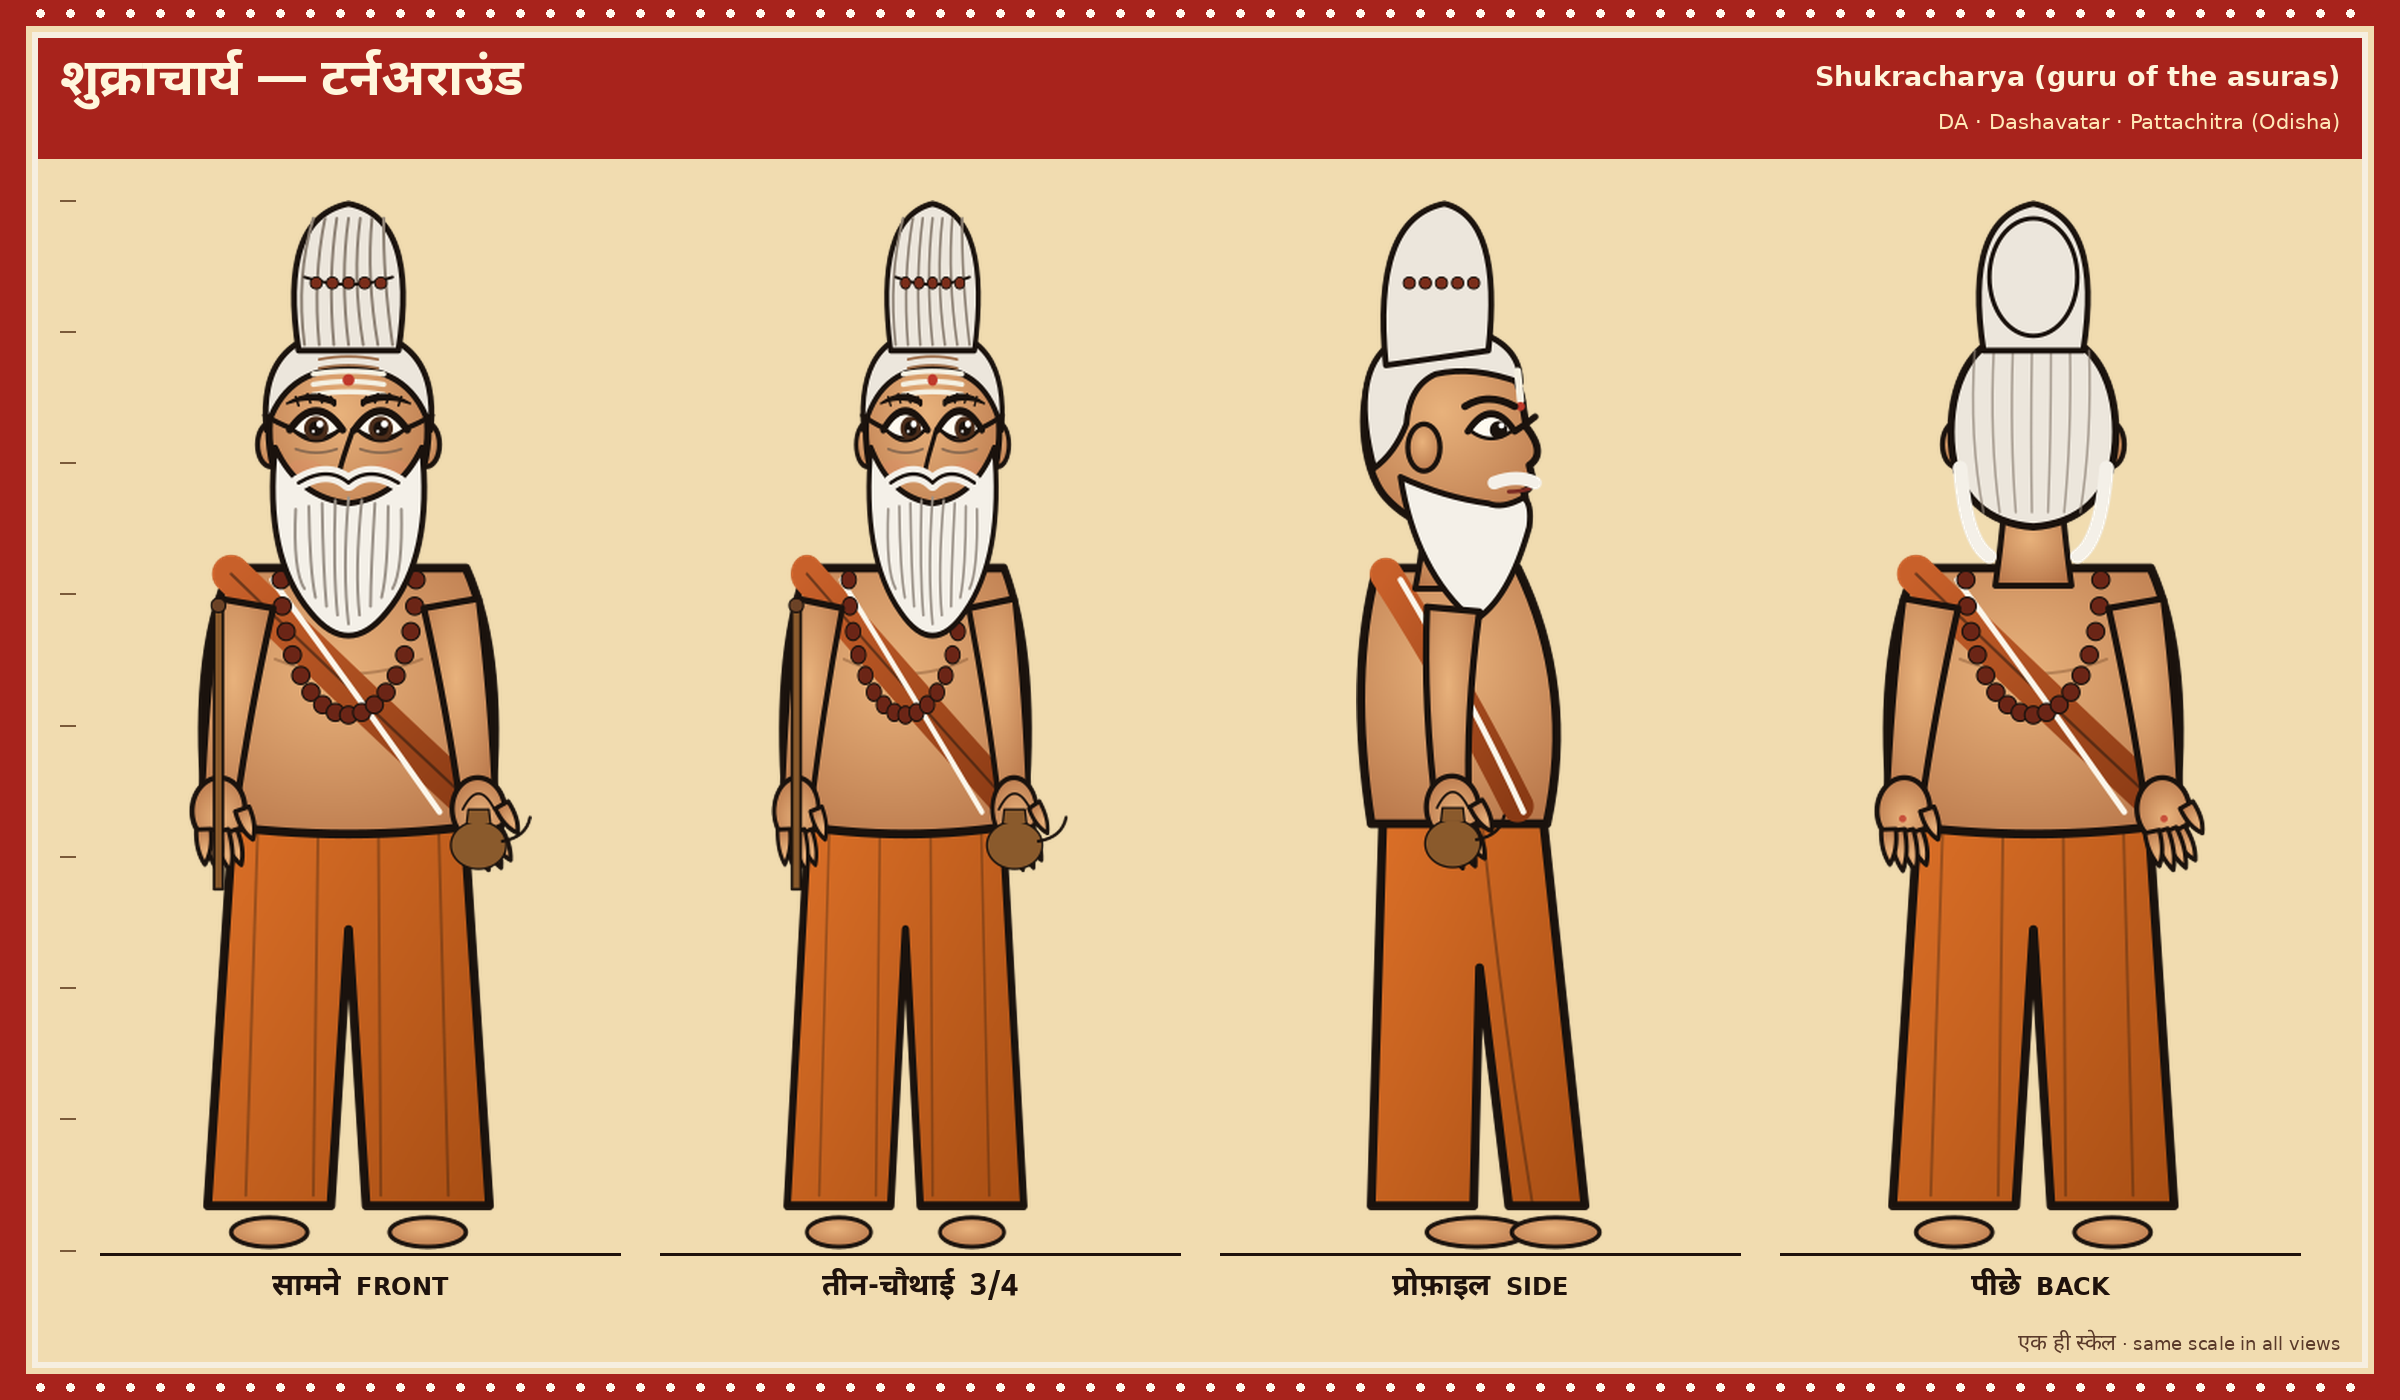 शुक्राचार्य — टर्नअराउंड
Shukracharya (guru of the asuras)
DA · Dashavatar · Pattachitra (Odisha)
सामने FRONT
तीन-चौथाई 3/4
प्रोफ़ाइल SIDE
पीछे BACK
एक ही स्केल · same scale in all views